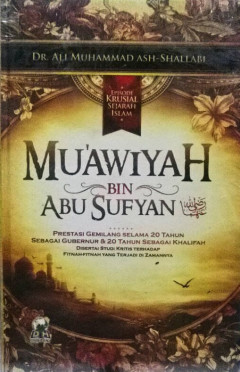 DR. ALI MUHAMMAD ASH-SHALLABI
EPISODE
KRUSIAL
SEJARAH
ISLAM
MU'AWIYAH
BIN
ABU SUFYAN
PRESTASI GEMILANG SELAMA 20 TAHUN
SEBAGAI GUBERNUR & 20 TAHUN SEBAGAI KHALIFAH
DISERTAI STUDI KRITIS TERHADAP
FITNAH-FITNAH YANG TERJADI DI ZAMANNYA